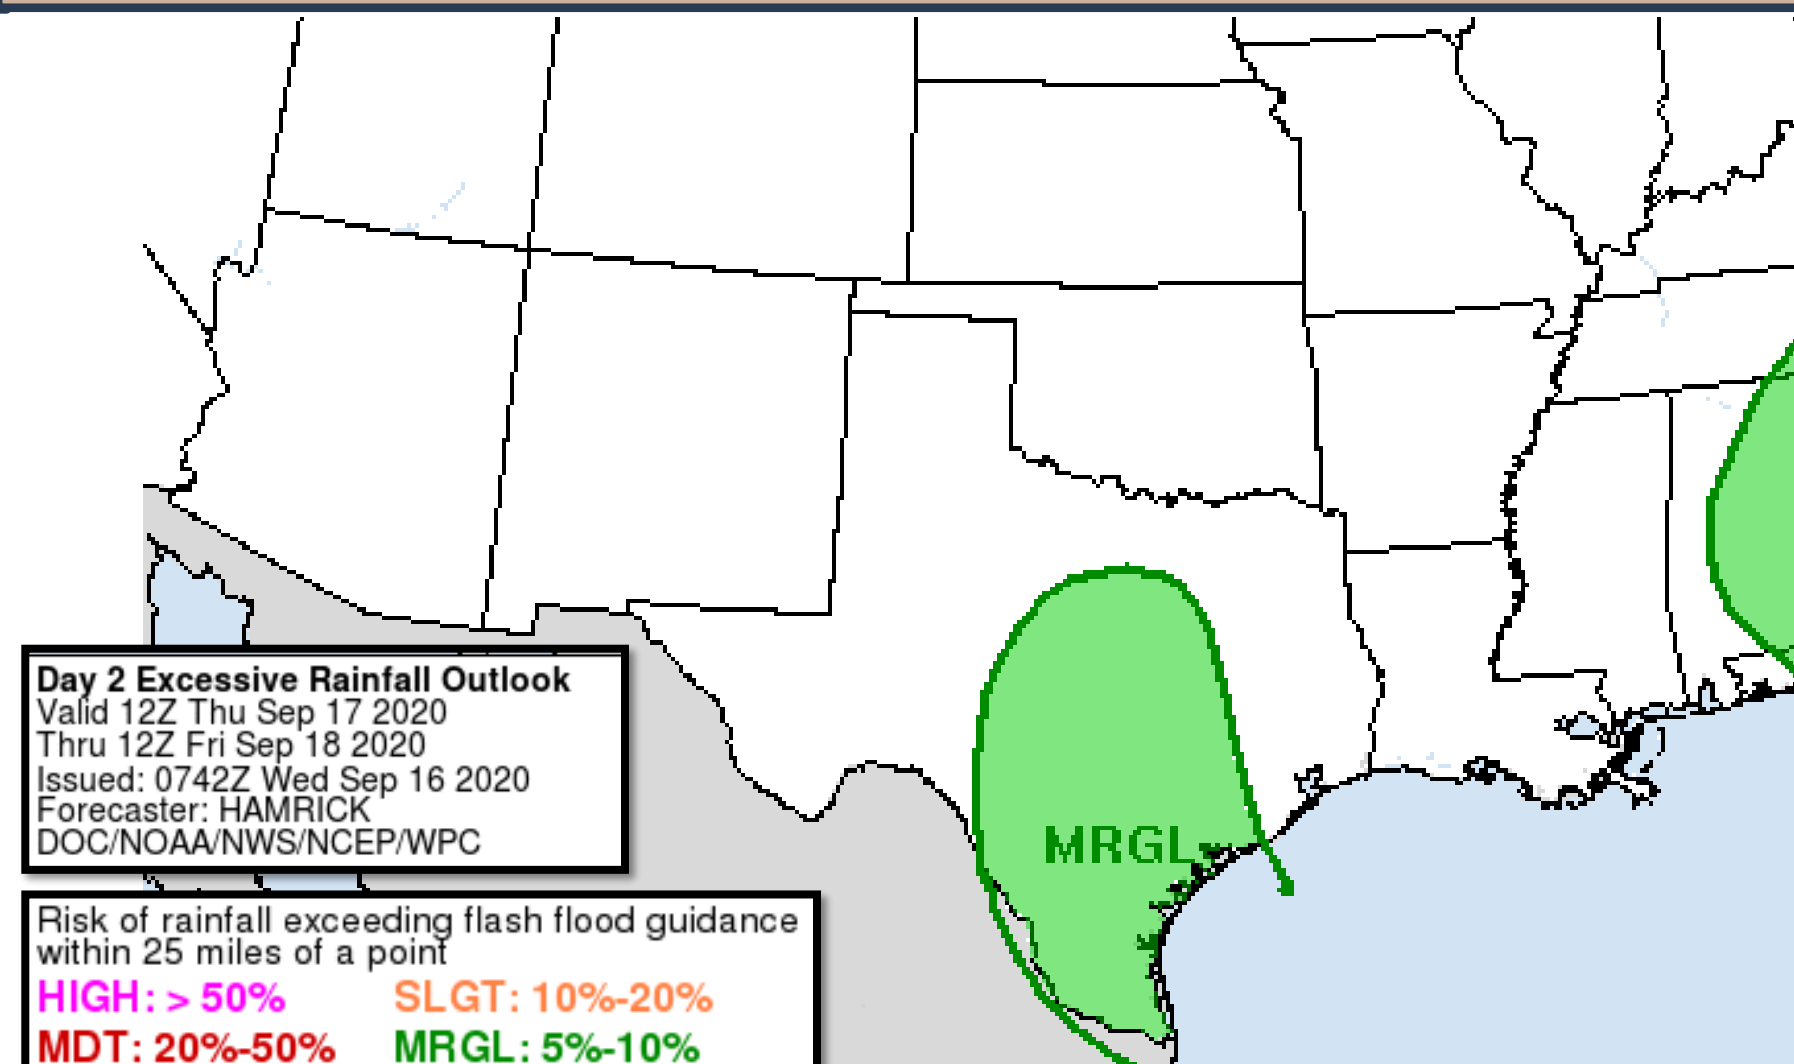 MRGL
Day 2 Excessive Rainfall Outlook
Valid 12Z Thu Sep 17 2020
Thru 12Z Fri Sep 18 2020
Issued: 0742Z Wed Sep 16 2020
Forecaster: HAMRICK
DOC/NOAA/NWS/NCEP/WPC
Risk of rainfall exceeding flash flood guidance
within 25 miles of a point
HIGH: > 50% SLGT: 10%-20%
MDT: 20%-50% MRGL: 5%-10%